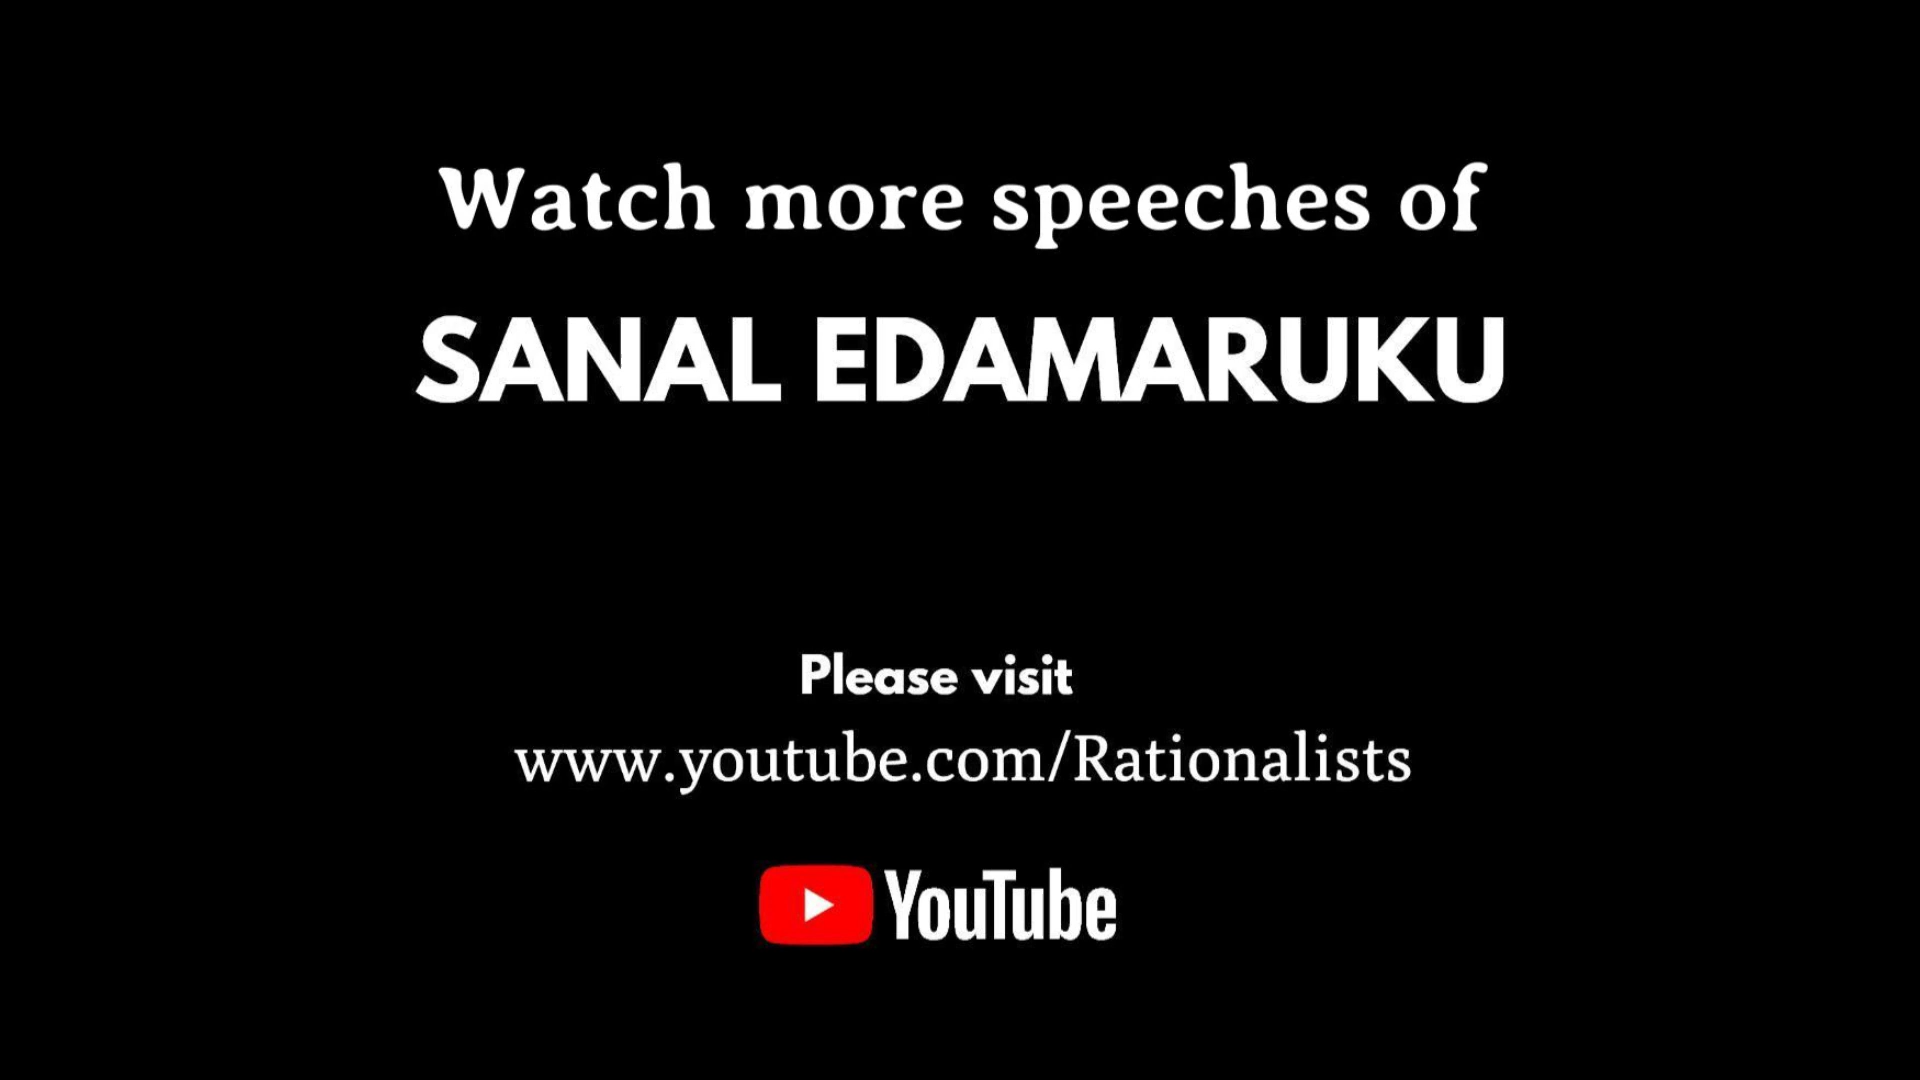 Watch more speeches of
SANAL EDAMARUKU
Please visit
www.youtube.com/Rationalists
YouTube